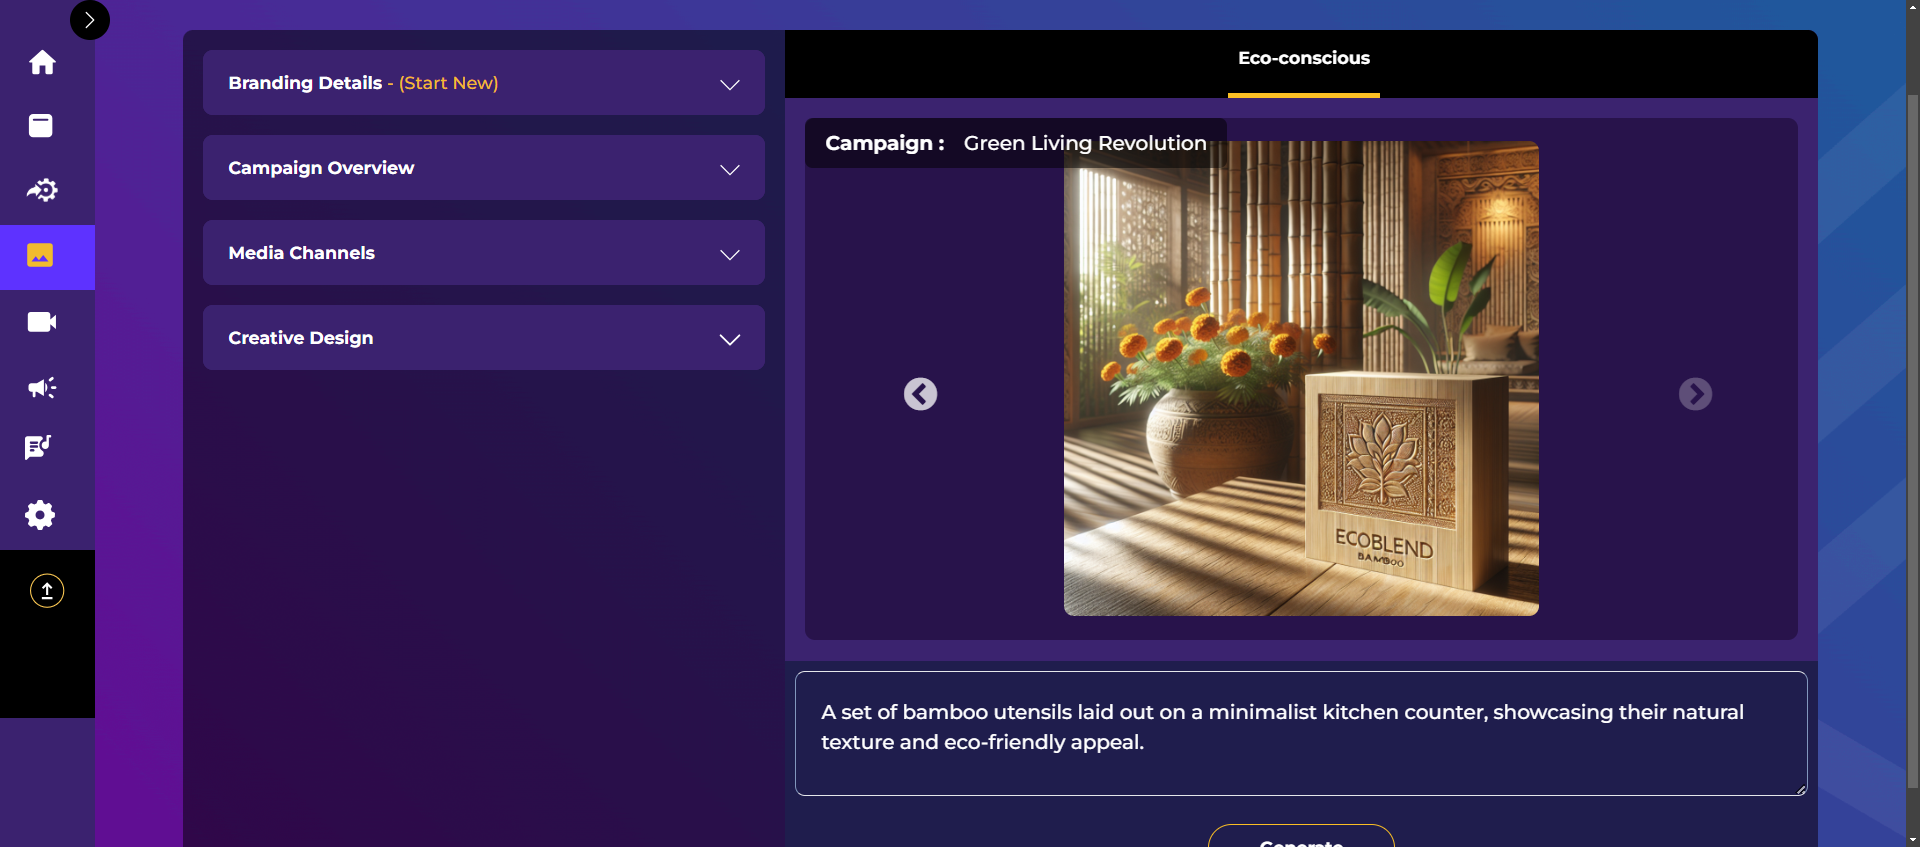 Branding Details - (Start New)
Campaign Overview
Media Channels
Creative Design
Eco-conscious
Campaign : Green Living Revolution
ECOBLEND
BAMBOO
A set of bamboo utensils laid out on a minimalist kitchen counter, showcasing their natural
texture and eco-friendly appeal.
Generate